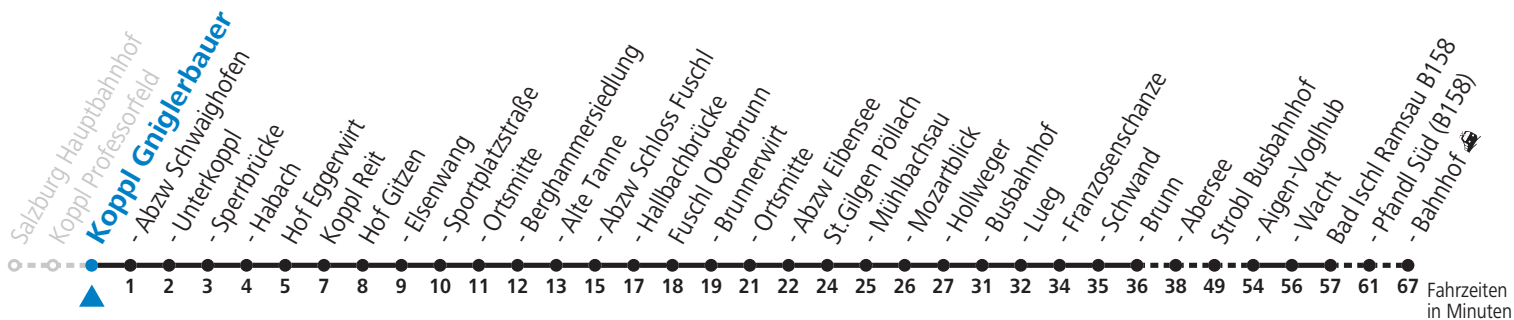 Salzburg Hauptbahnhof
Koppl Professorfeld
Koppl Gniglerbauer
- Abzw Schwaighofen
- Unterkoppl
- Sperrbrücke
- Habach
Hof Eggerwirt
Koppl Reit
Hof Gitzen
- Elsenwang
- Sportplatzstraße
- Ortsmitte
- Berghammersiedlung
- Alte Tanne
- Abzw Schloss Fuschl
- Hallbachbrücke
Fuschl Oberbrunn
- Brunnerwirt
- Ortsmitte
- Abzw Eibensee
St.Gilgen Pöllach
- Mühlbachsau
- Mozartblick
- Hollweger
- Busbahnhof
- Lueg
- Franzosenschanze
- Schwand
- Brunn
- Abersee
Strobl Busbahnhof
- Aigen-Voglhub
- Wacht
Bad Ischl Ramsau B158
- Pfandl Süd (B158)
- Bahnhof
1 2 3 4 5 7 8 9 10 11 12 13 15 17 18 19 21 22 24 25 26 27 31 32 34 35 36 38 49 54 56 57 61 67
Fahrzeiten
in Minuten